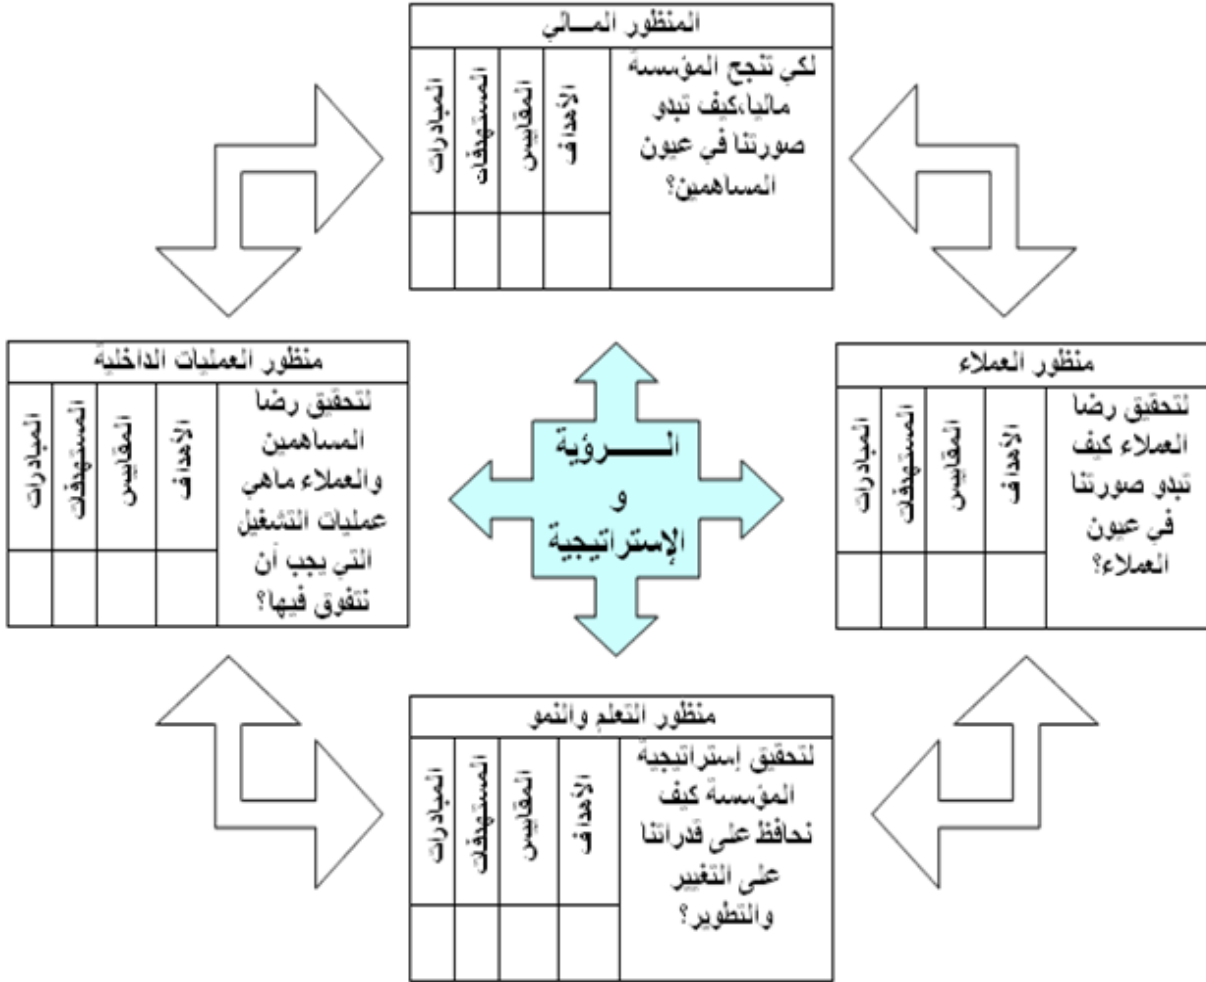 المنظور المـــالي
لكي تنجح المؤسسة
ماليا،كيف تبدو
صورتنا في عيون
المساهمين؟
الأهداف
المقاييس
المستهدفات
المبادرات
منظور العملاء
لتحقيق رضا
العملاء كيف
تبدو صورتنا
في عيون
العملاء؟
الأهداف
المقاييس
المستهدفات
المبادرات
الـــــرؤية
و
الإستراتيجية
منظور العمليات الداخلية
لتحقيق رضا
المساهمين
والعملاء ماهي
عمليات التشغيل
التي يجب أن
نتفوق فيها؟
الأهداف
المقاييس
المستهدفات
المبادرات
منظور التعلم والنمو
لتحقيق إستراتيجية
المؤسسة كيف
نحافظ على قدراتنا
على التغيير
والتطوير؟
الأهداف
المقاييس
المستهدفات
المبادرات